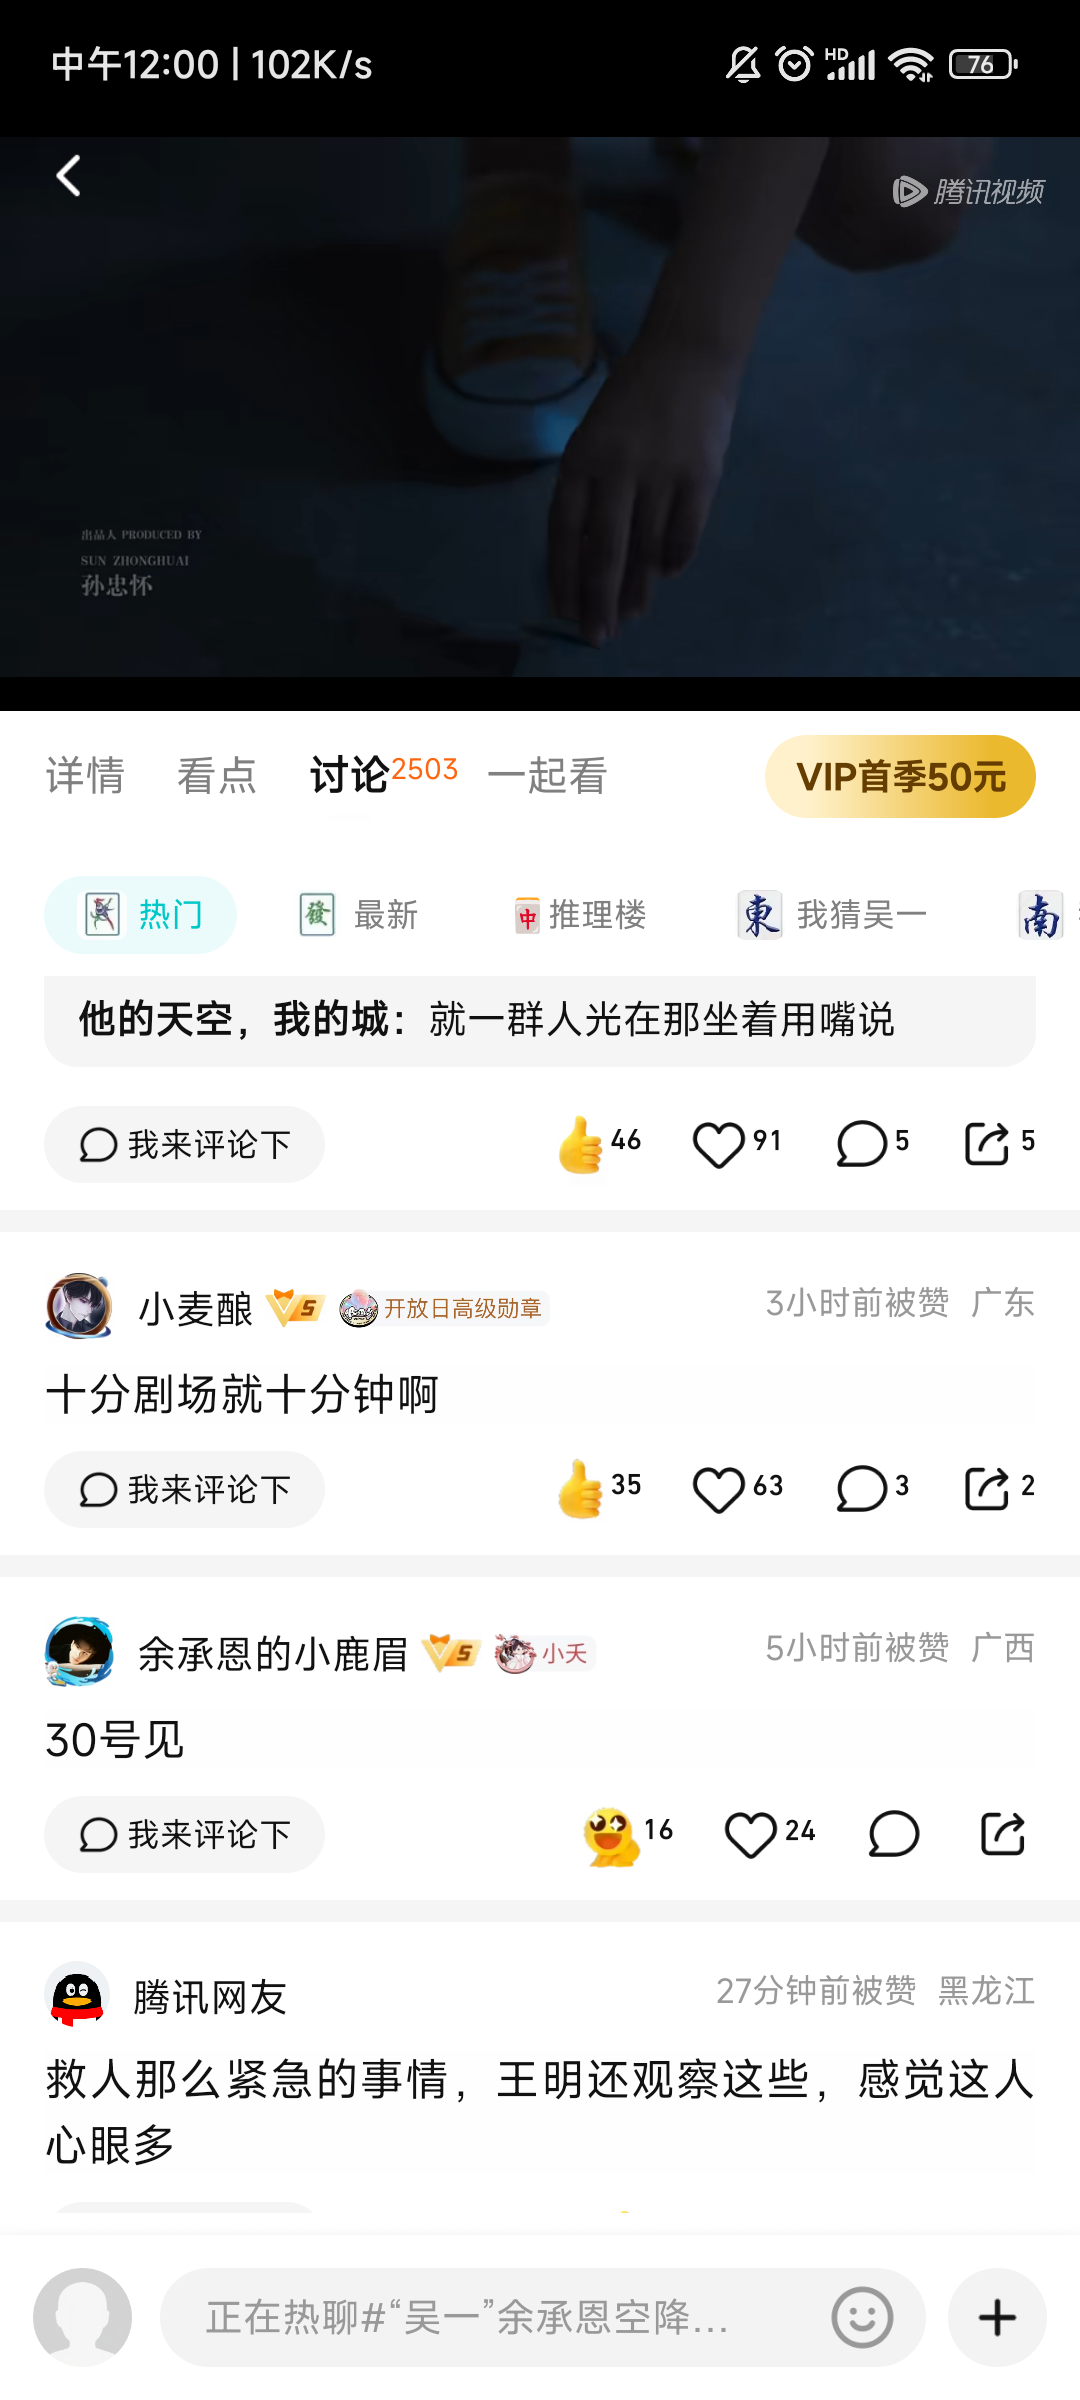 中午12:00 | 102K/s
HD
76
腾讯视频
出品人 PRODUCED BY
SUN ZHONGHUAI
孙忠怀
详情 看点 讨论2503 一起看 VIP首季50元
热门 發 最新 中 推理楼 東 我猜吴一 南
他的天空，我的城：就一群人光在那坐着用嘴说
我来评论下 46 91 5 5
小麦酿 V5 开放日高级勋章 3小时前被赞 广东
十分剧场就十分钟啊
我来评论下 35 63 3 2
余承恩的小鹿眉 V5 小夭 5小时前被赞 广西
30号见
我来评论下 16 24
腾讯网友 27分钟前被赞 黑龙江
救人那么紧急的事情，王明还观察这些，感觉这人
心眼多
正在热聊#“吴一”余承恩空降...